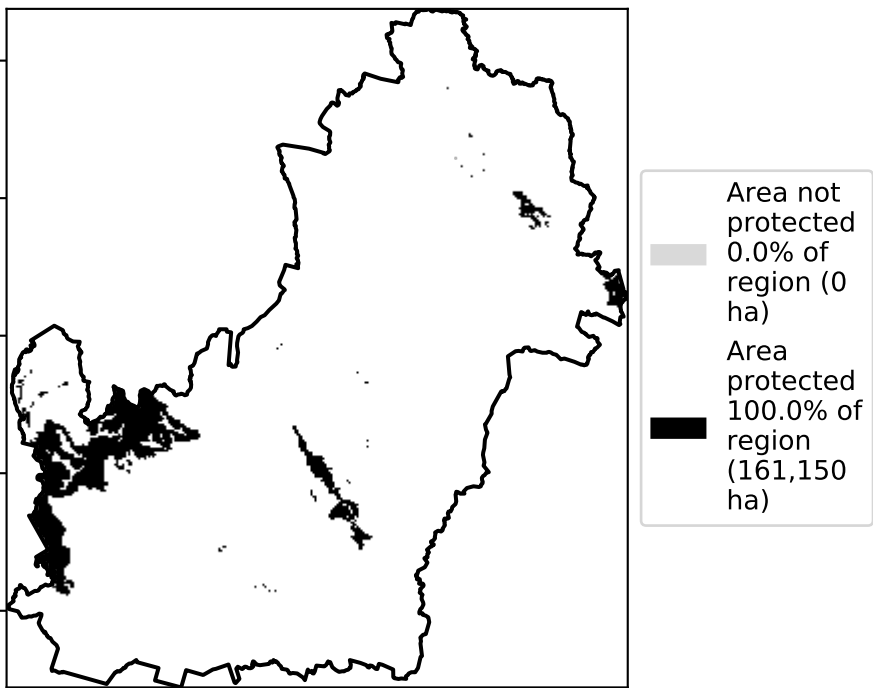 Area not
protected
0.0% of
region (0
ha)
Area
protected
100.0% of
region
(161,150
ha)